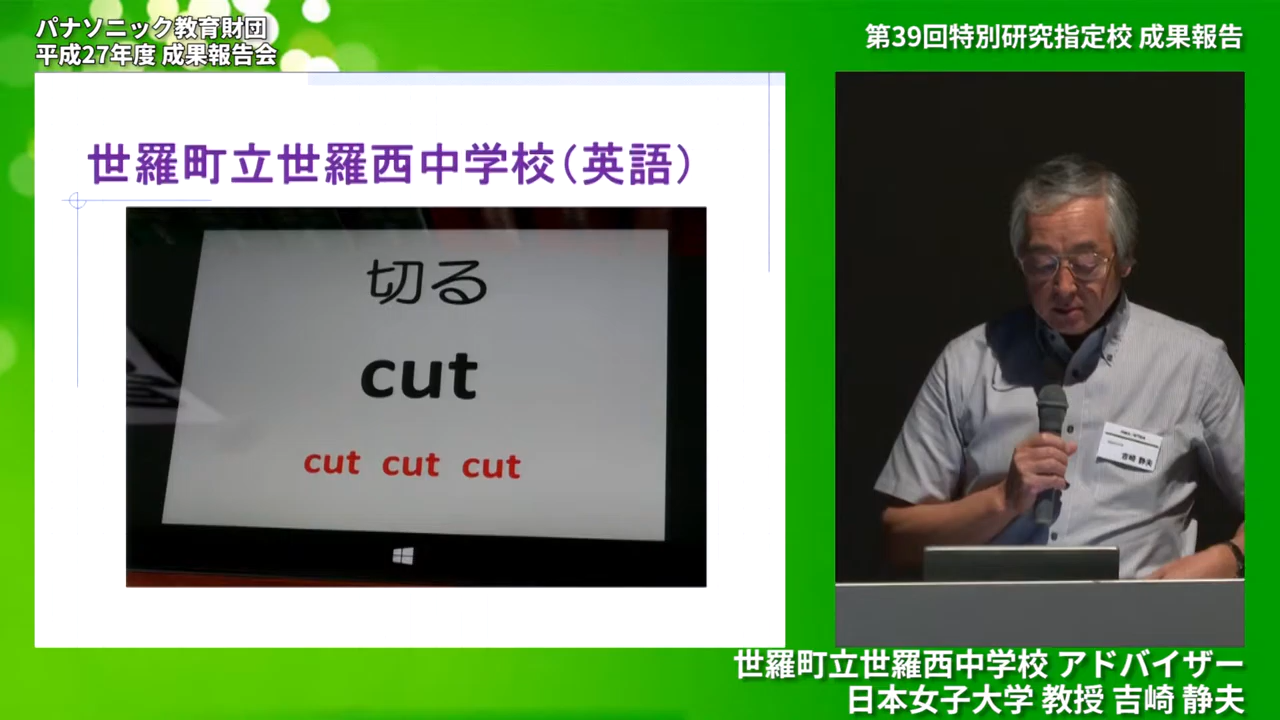 パナソニック教育財団
平成27年度 成果報告会
第39回特別研究指定校 成果報告
世羅町立世羅西中学校(英語)
切る
cut
cut cut cut
吉崎 静夫
世羅町立世羅西中学校 アドバイザー
日本女子大学 教授 吉崎 静夫